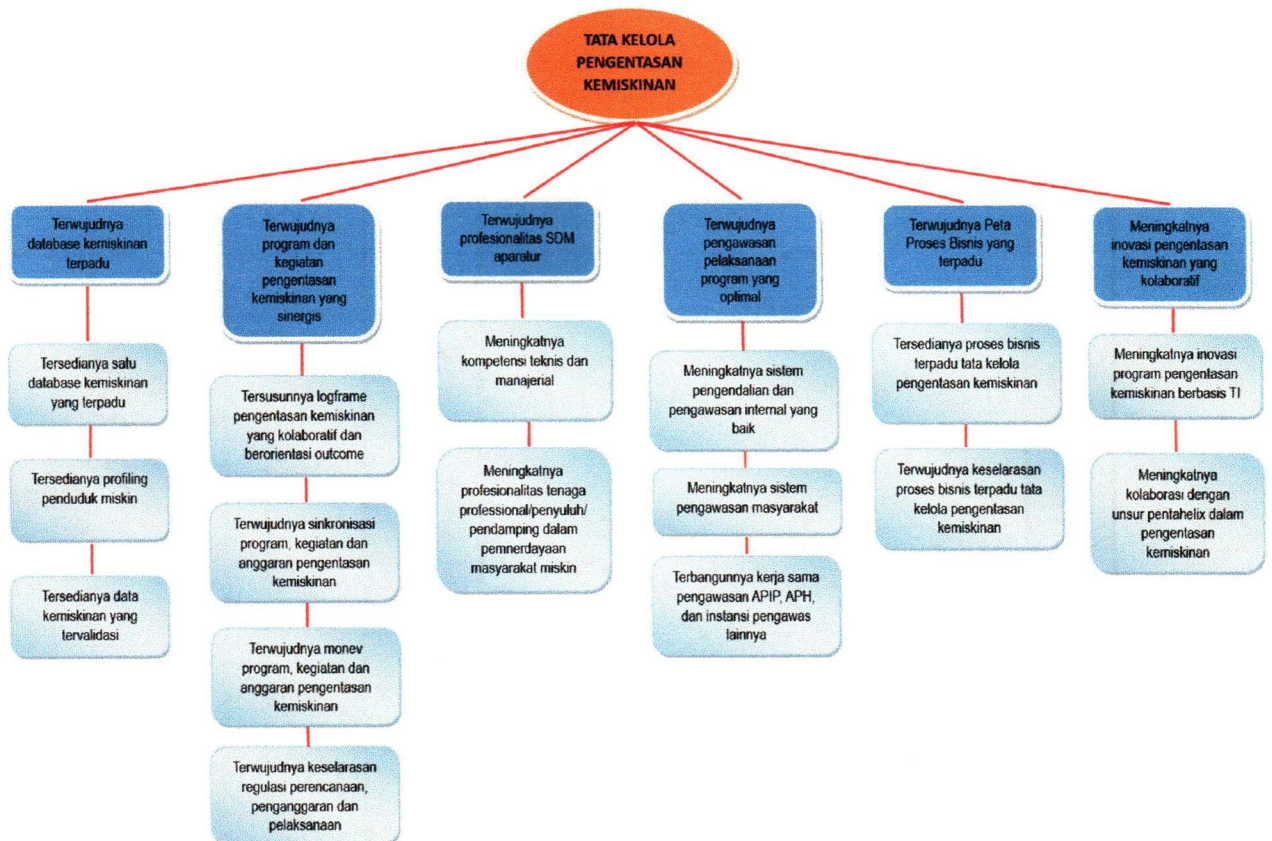 TATA KELOLA
PENGENTASAN
KEMISKINAN
Terwujudnya
database kemiskinan
terpadu
Tersedianya satu
database kemiskinan
yang terpadu
Tersedianya profiling
penduduk miskin
Tersedianya data
kemiskinan yang
tervalidasi
Terwujudnya
program dan
kegiatan
pengentasan
kemiskinan yang
sinergis
Tersusunnya logframe
pengentasan kemiskinan
yang kolaboratif dan
berorientasi outcome
Terwujudnya sinkronisasi
program, kegiatan dan
anggaran pengentasan
kemiskinan
Terwujudnya monev
program, kegiatan dan
anggaran pengentasan
kemiskinan
Terwujudnya keselarasan
regulasi perencanaan,
penganggaran dan
pelaksanaan
Terwujudnya
profesionalitas SDM
aparatur
Meningkatnya
kompetensi teknis dan
manajerial
Meningkatnya
profesionalitas tenaga
professional/penyuluh/
pendamping dalam
pemnerdayaan
masyarakat miskin
Terwujudnya
pengawasan
pelaksanaan
program yang
optimal
Meningkatnya sistem
pengendalian dan
pengawasan internal yang
baik
Meningkatnya sistem
pengawasan masyarakat
Terbangunnya kerja sama
pengawasan APIP, APH,
dan instansi pengawas
lainnya
Terwujudnya Peta
Proses Bisnis yang
terpadu
Tersedianya proses bisnis
terpadu tata kelola
pengentasan kemiskinan
Terwujudnya keselarasan
proses bisnis terpadu tata
kelola pengentasan
kemiskinan
Meningkatnya
inovasi pengentasan
kemiskinan yang
kolaboratif
Meningkatnya inovasi
program pengentasan
kemiskinan berbasis TI
Meningkatnya
kolaborasi dengan
unsur pentahelix dalam
pengentasan
kemiskinan